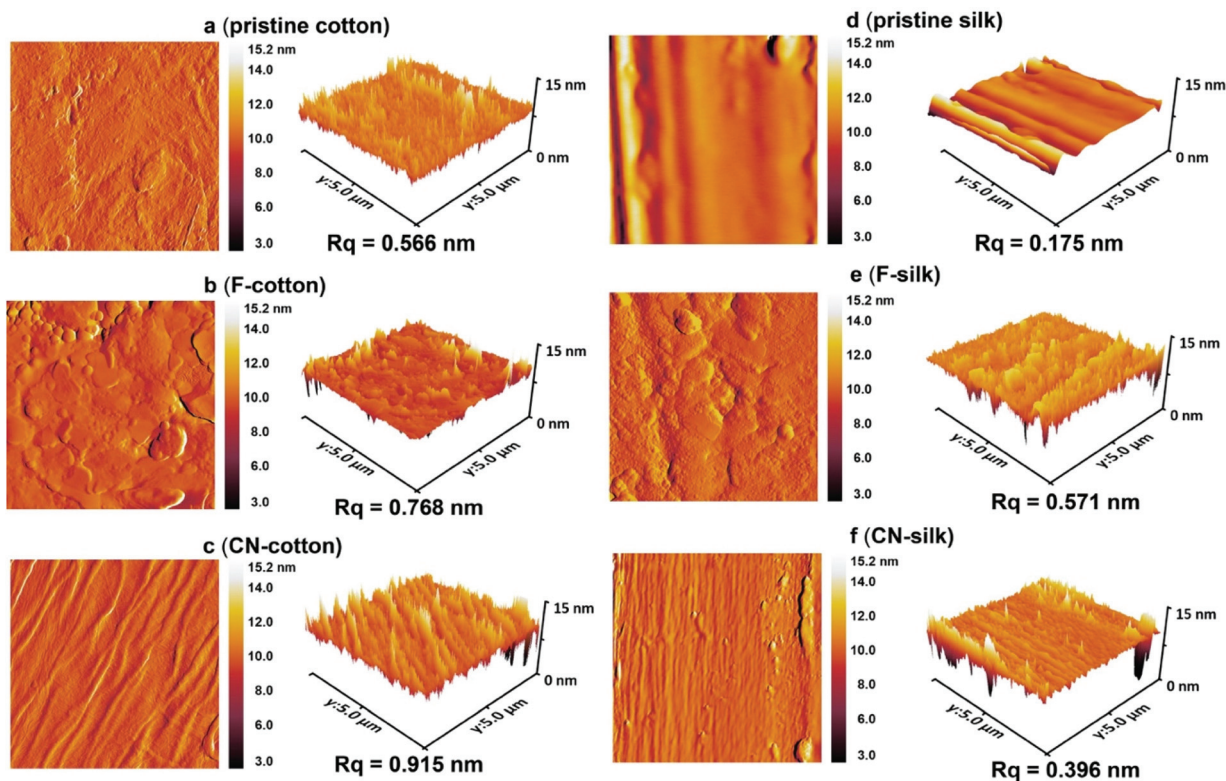 a (pristine cotton)
15.2 nm
14.0
12.0
10.0
8.0
6.0
3.0
15 nm
0 nm
y:5.0 μm
y:5.0 μm
Rq = 0.566 nm
d (pristine silk)
15.2 nm
14.0
12.0
10.0
8.0
6.0
3.0
15 nm
0 nm
y:5.0 μm
y:5.0 μm
Rq = 0.175 nm
b (F-cotton)
15.2 nm
14.0
12.0
10.0
8.0
6.0
3.0
15 nm
0 nm
y:5.0 μm
y:5.0 μm
Rq = 0.768 nm
e (F-silk)
15.2 nm
14.0
12.0
10.0
8.0
6.0
3.0
15 nm
0 nm
y:5.0 μm
y:5.0 μm
Rq = 0.571 nm
c (CN-cotton)
15.2 nm
14.0
12.0
10.0
8.0
6.0
3.0
15 nm
0 nm
y:5.0 μm
y:5.0 μm
Rq = 0.915 nm
f (CN-silk)
15.2 nm
14.0
12.0
10.0
8.0
6.0
3.0
15 nm
0 nm
y:5.0 μm
y:5.0 μm
Rq = 0.396 nm